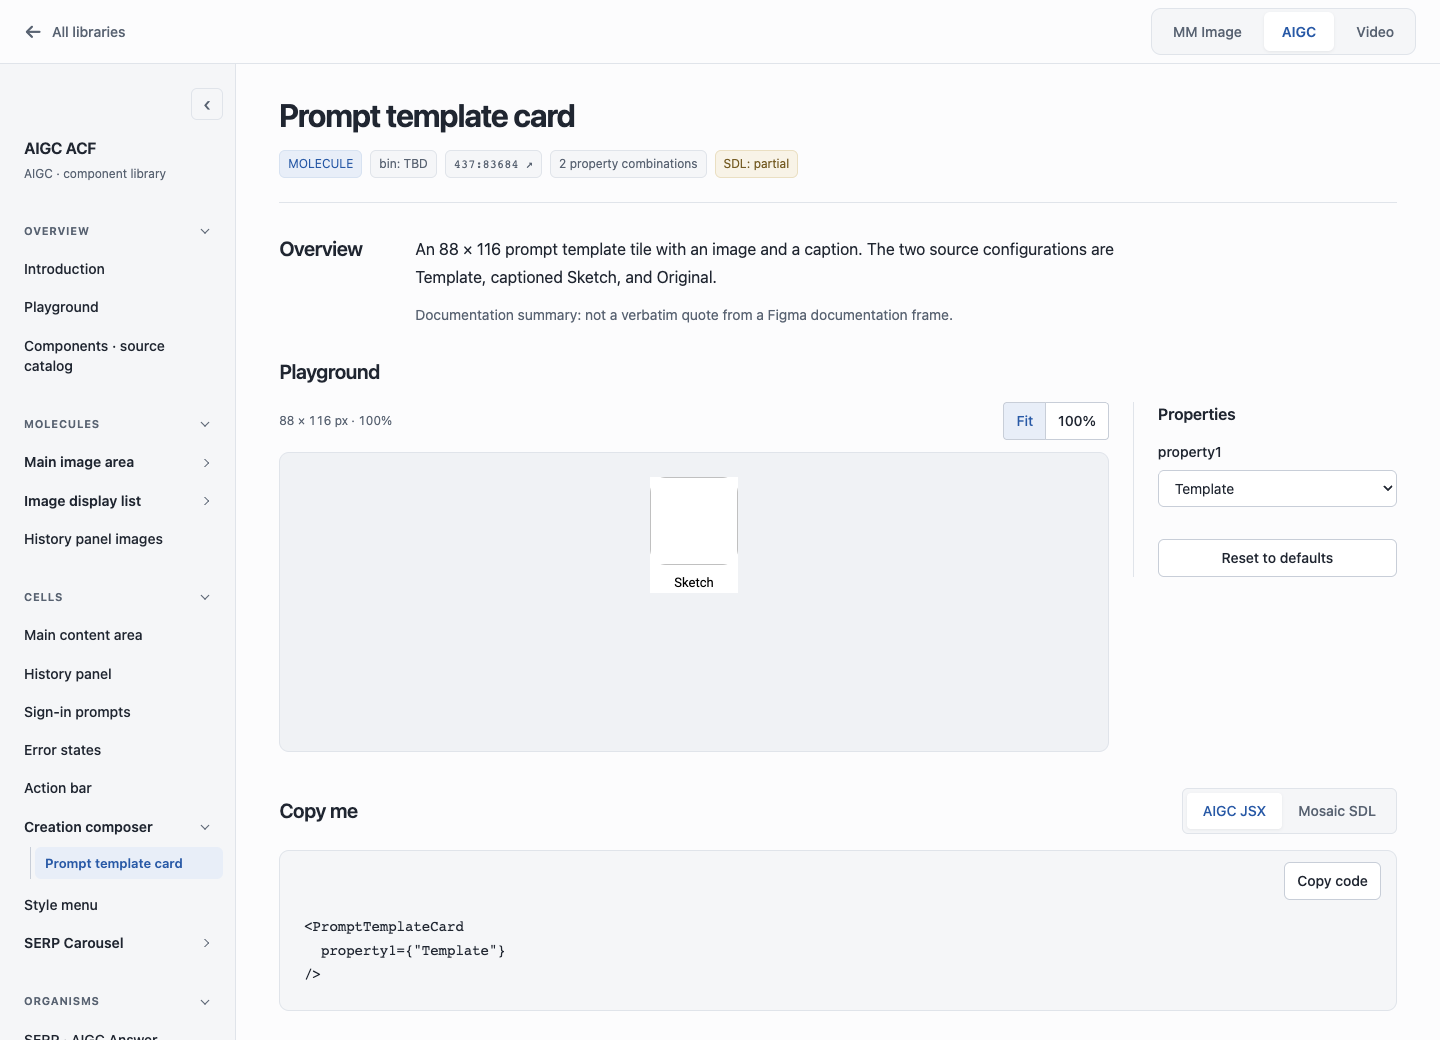 All libraries
MM Image
AIGC
Video
AIGC ACF
AIGC · component library
OVERVIEW
Introduction
Playground
Components · source
catalog
MOLECULES
Main image area
Image display list
History panel images
CELLS
Main content area
History panel
Sign-in prompts
Error states
Action bar
Creation composer
Prompt template card
Style menu
SERP Carousel
ORGANISMS
SERP · AIGC Answer
Prompt template card
MOLECULE
bin: TBD
437:83684 ↗
2 property combinations
SDL: partial
Overview
An 88 × 116 prompt template tile with an image and a caption. The two source configurations are
Template, captioned Sketch, and Original.
Documentation summary: not a verbatim quote from a Figma documentation frame.
Playground
88 × 116 px · 100%
Fit
100%
Sketch
Properties
property1
Template
Reset to defaults
Copy me
AIGC JSX
Mosaic SDL
Copy code
<PromptTemplateCard
  property1={"Template"}
/>